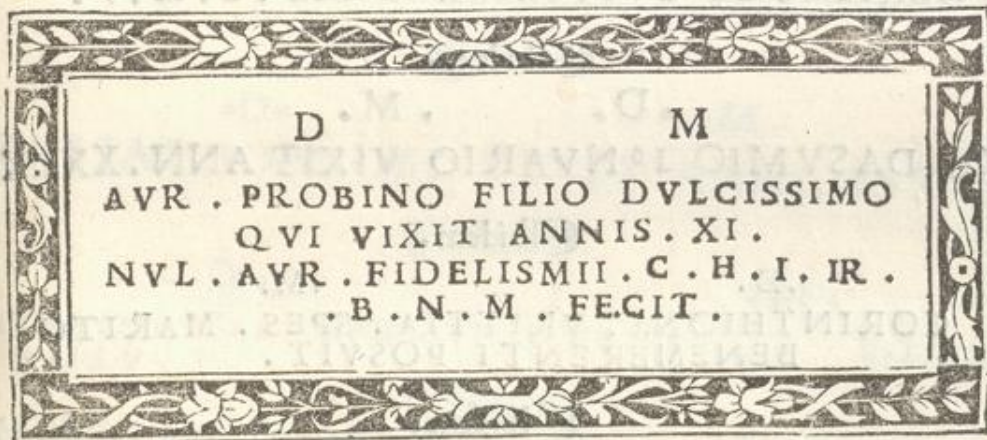 D M
AVR . PROBINO FILIO DVLCISSIMO
QVI VIXIT ANNIS . XI .
NVL . AVR . FIDELISMII . C . H . I . IR .
. B . N . M . FECIT .